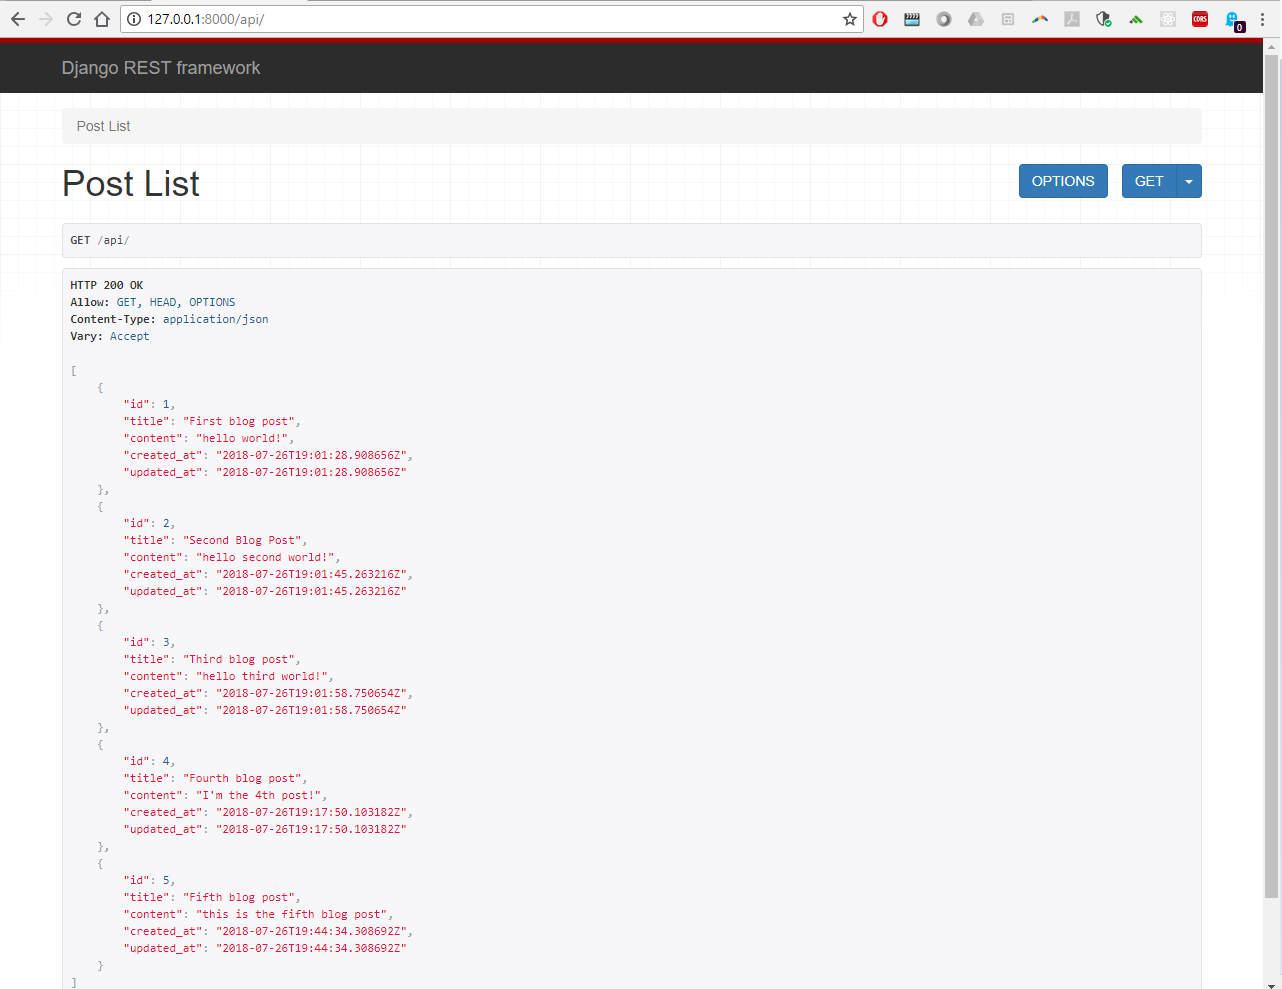 127.0.0.1:8000/api/
CORS
0
Django REST framework
Post List
Post List
OPTIONS
GET
GET /api/
HTTP 200 OK
Allow: GET, HEAD, OPTIONS
Content-Type: application/json
Vary: Accept
[
    {
        "id": 1,
        "title": "First blog post",
        "content": "hello world!",
        "created_at": "2018-07-26T19:01:28.908656Z",
        "updated_at": "2018-07-26T19:01:28.908656Z"
    },
    {
        "id": 2,
        "title": "Second Blog Post",
        "content": "hello second world!",
        "created_at": "2018-07-26T19:01:45.263216Z",
        "updated_at": "2018-07-26T19:01:45.263216Z"
    },
    {
        "id": 3,
        "title": "Third blog post",
        "content": "hello third world!",
        "created_at": "2018-07-26T19:01:58.750654Z",
        "updated_at": "2018-07-26T19:01:58.750654Z"
    },
    {
        "id": 4,
        "title": "Fourth blog post",
        "content": "I'm the 4th post!",
        "created_at": "2018-07-26T19:17:50.103182Z",
        "updated_at": "2018-07-26T19:17:50.103182Z"
    },
    {
        "id": 5,
        "title": "Fifth blog post",
        "content": "this is the fifth blog post",
        "created_at": "2018-07-26T19:44:34.308692Z",
        "updated_at": "2018-07-26T19:44:34.308692Z"
    }
]